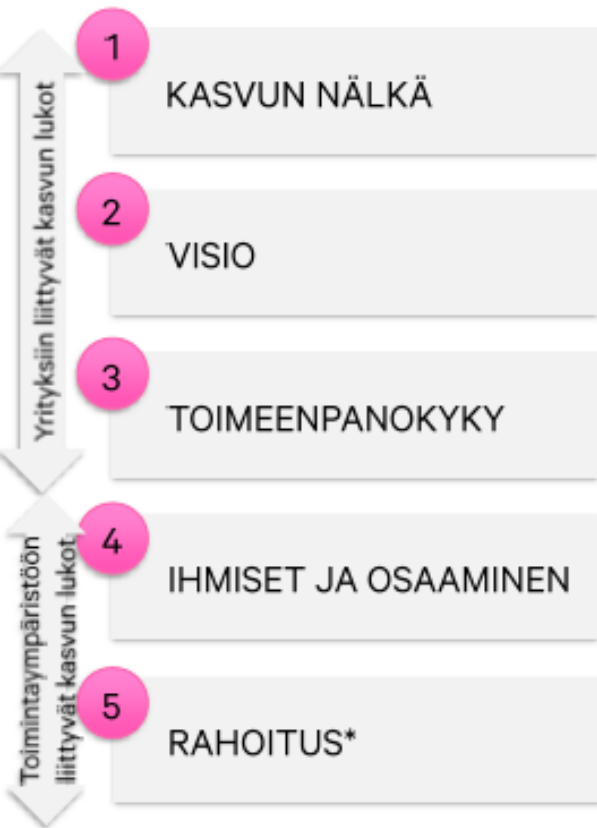 Yrityksiin liittyvät kasvun lukot
1
KASVUN NÄLKÄ
2
VISIO
3
TOIMEENPANOKYKY
Toimintaympäristöön
liittyvät kasvun lukot
4
IHMISET JA OSAAMINEN
5
RAHOITUS*